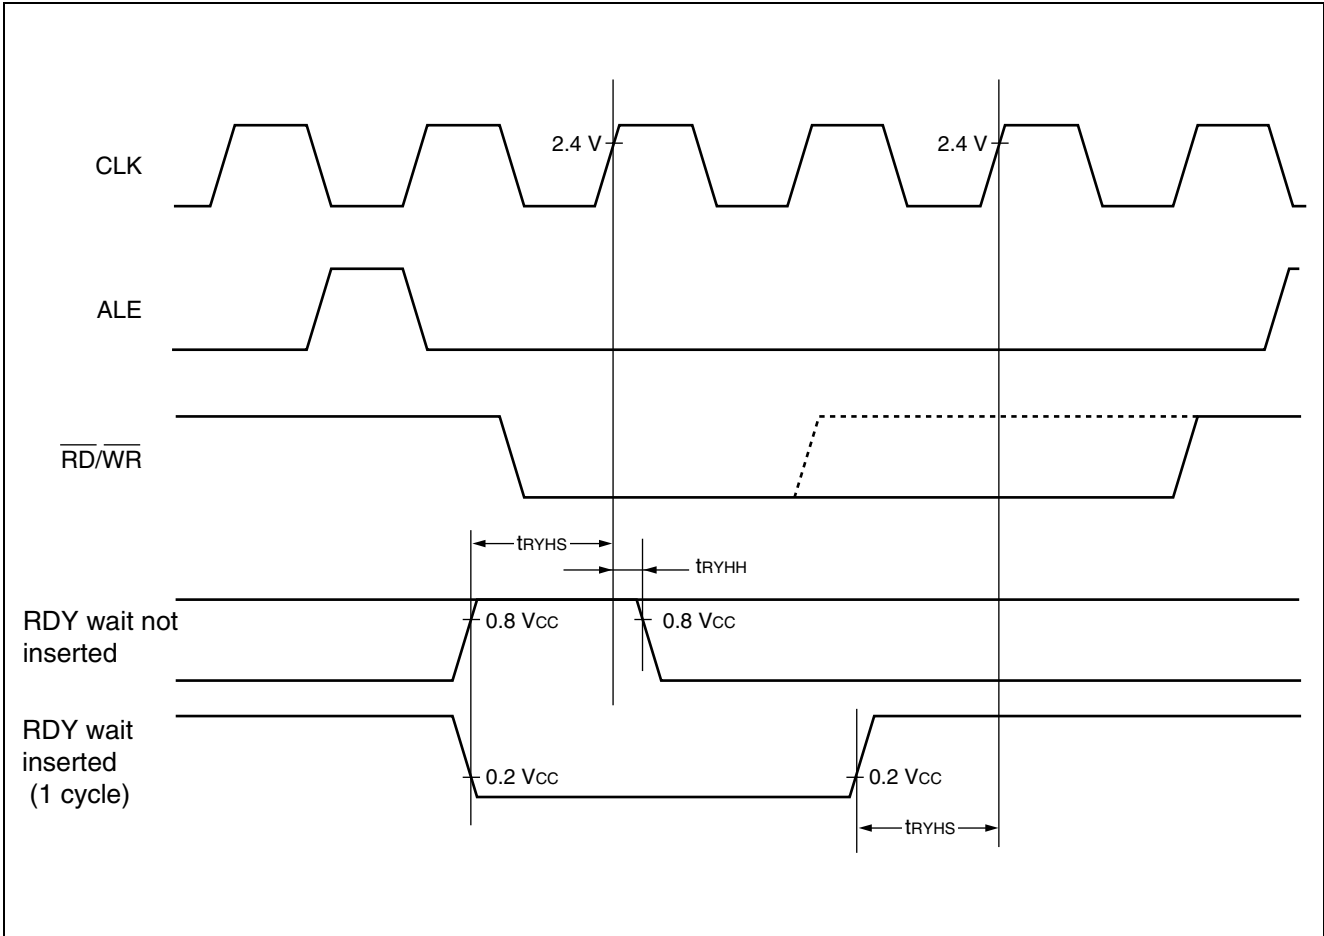 2.4 V
2.4 V
CLK
ALE
RD/WR
tRYHS
tRYHH
RDY wait not
inserted
0.8 VCC
0.8 VCC
RDY wait
inserted
(1 cycle)
0.2 VCC
0.2 VCC
tRYHS